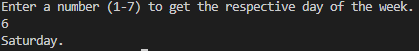 Enter a number (1-7) to get the respective day of the week.
6
Saturday.